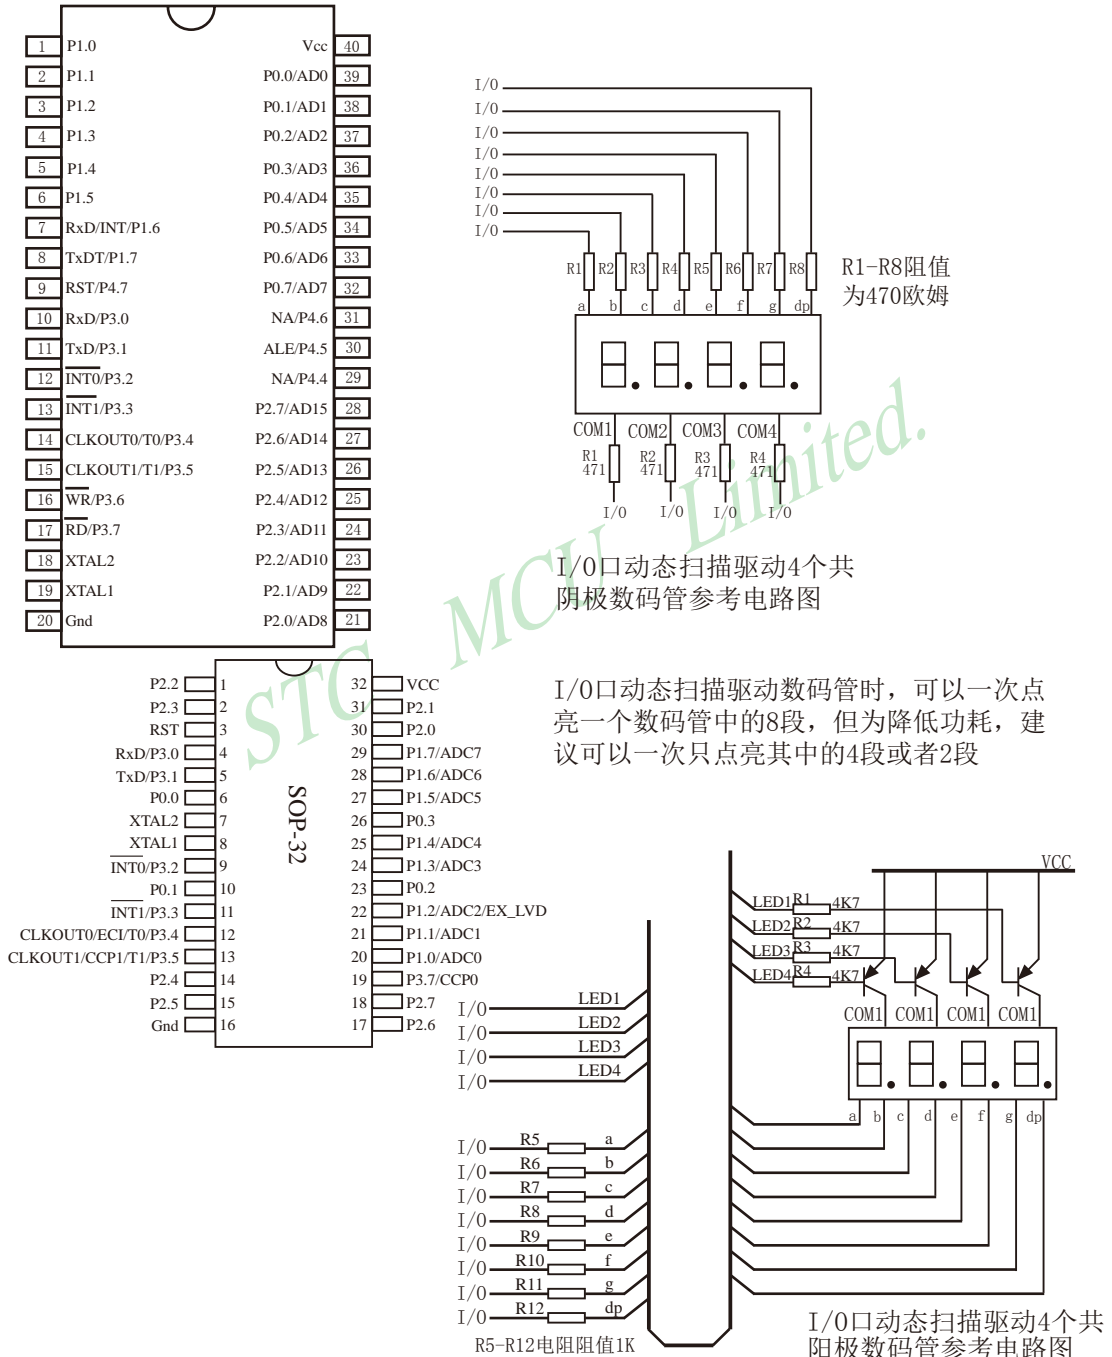 1 P1.0
2 P1.1
3 P1.2
4 P1.3
5 P1.4
6 P1.5
7 RxD/INT/P1.6
8 TxDT/P1.7
9 RST/P4.7
10 RxD/P3.0
11 TxD/P3.1
12 INT0/P3.2
13 INT1/P3.3
14 CLKOUT0/T0/P3.4
15 CLKOUT1/T1/P3.5
16 WR/P3.6
17 RD/P3.7
18 XTAL2
19 XTAL1
20 Gnd
Vcc 40
P0.0/AD0 39
P0.1/AD1 38
P0.2/AD2 37
P0.3/AD3 36
P0.4/AD4 35
P0.5/AD5 34
P0.6/AD6 33
P0.7/AD7 32
NA/P4.6 31
ALE/P4.5 30
NA/P4.4 29
P2.7/AD15 28
P2.6/AD14 27
P2.5/AD13 26
P2.4/AD12 25
P2.3/AD11 24
P2.2/AD10 23
P2.1/AD9 22
P2.0/AD8 21
I/O
I/O
I/O
I/O
I/O
I/O
I/O
I/O
R1 R2 R3 R4 R5 R6 R7 R8
a b c d e f g dp
R1-R8阻值
为470欧姆
COM1 COM2 COM3 COM4
R1 R2 R3 R4
471 471 471 471
I/O I/O I/O I/O
I/O口动态扫描驱动4个共
阴极数码管参考电路图
STC MCU Limited.
P2.2 1
P2.3 2
RST 3
RxD/P3.0 4
TxD/P3.1 5
P0.0 6
XTAL2 7
XTAL1 8
INT0/P3.2 9
P0.1 10
INT1/P3.3 11
CLKOUT0/ECI/T0/P3.4 12
CLKOUT1/CCP1/T1/P3.5 13
P2.4 14
P2.5 15
Gnd 16
SOP-32
32 VCC
31 P2.1
30 P2.0
29 P1.7/ADC7
28 P1.6/ADC6
27 P1.5/ADC5
26 P0.3
25 P1.4/ADC4
24 P1.3/ADC3
23 P0.2
22 P1.2/ADC2/EX_LVD
21 P1.1/ADC1
20 P1.0/ADC0
19 P3.7/CCP0
18 P2.7
17 P2.6
I/O口动态扫描驱动数码管时，可以一次点
亮一个数码管中的8段，但为降低功耗，建
议可以一次只点亮其中的4段或者2段
I/O LED1
I/O LED2
I/O LED3
I/O LED4
I/O R5 a
I/O R6 b
I/O R7 c
I/O R8 d
I/O R9 e
I/O R10 f
I/O R11 g
I/O R12 dp
R5-R12电阻阻值1K
VCC
LED1 R1 4K7
LED2 R2 4K7
LED3 R3 4K7
LED4 R4 4K7
COM1 COM1 COM1 COM1
a b c d e f g dp
I/O口动态扫描驱动4个共
阳极数码管参考电路图